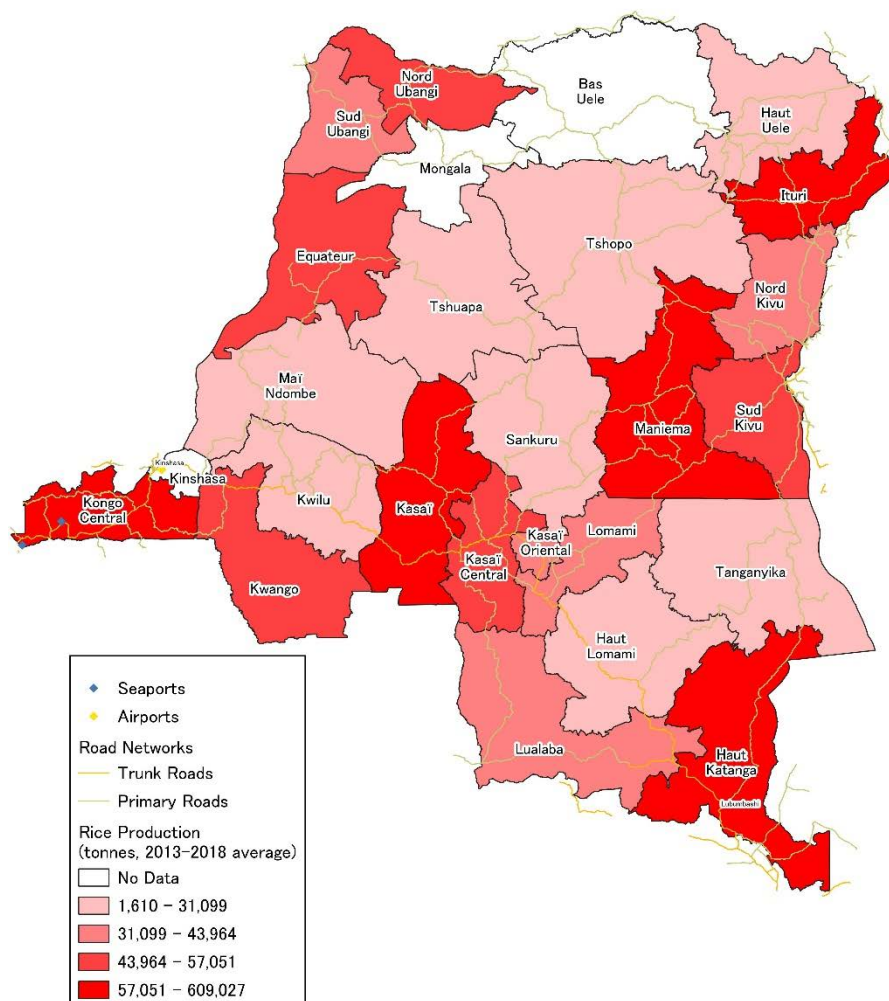 Nord
Ubangi
Bas
Uele
Sud
Ubangi
Haut
Uele
Mongala
Ituri
Equateur
Tshopo
Tshuapa
Nord
Kivu
Maï
Ndombe
Sankuru
Maniema
Sud
Kivu
Kinshasa
Kinshasa
Kongo
Central
Kwilu
Kasaï
Kasaï
Oriental
Lomami
Kasaï
Central
Kwango
Tanganyika
Haut
Lomami
Lualaba
Haut
Katanga
Lubumbashi
Seaports
Airports
Road Networks
Trunk Roads
Primary Roads
Rice Production
(tonnes, 2013-2018 average)
No Data
1,610 - 31,099
31,099 - 43,964
43,964 - 57,051
57,051 - 609,027